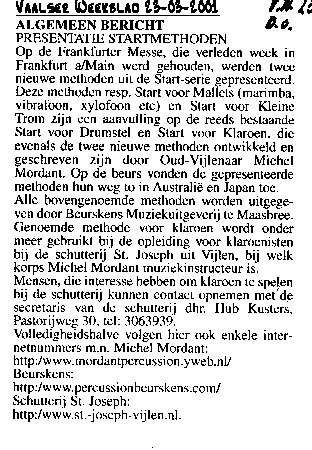 VAALSER WEEKBLAD 23-03-2001
ALGEMEEN BERICHT
PRESENTATIE STARTMETHODEN
Op de Frankfurter Messe, die verleden week in
Frankfurt a/Main werd gehouden, werden twee
nieuwe methoden uit de Start-serie gepresenteerd.
Deze methoden resp. Start voor Mallets (marimba,
vibrafoon, xylofoon etc) en Start voor Kleine
Trom zijn een aanvulling op de reeds bestaande
Start voor Drumstel en Start voor Klaroen, die
evenals de twee nieuwe methoden ontwikkeld en
geschreven zijn door Oud-Vijlenaar Michel
Mordant. Op de beurs vonden de gepresenteerde
methoden hun weg to in Australië en Japan toe.
Alle bovengenoemde methoden worden uitgege-
ven door Beurskens Muziekuitgeverij te Maasbree.
Genoemde methode voor klaroen wordt onder
meer gebruikt bij de opleiding voor klaroenisten
bij de schutterij St. Joseph uit Vijlen, bij welk
korps Michel Mordant muziekinstructeur is.
Mensen, die interesse hebben om klaroen te spelen
bij de schutterij kunnen contact opnemen met de
secretaris van de schutterij dhr. Hub Kusters,
Pastorijweg 30, tel: 3063939.
Volledigheidshalve volgen hier ook enkele inter-
netnummers m.n. Michel Mordant:
http:/www.mordantpercussion.yweb.nl/
Beurskens:
http:/www.percussionbeurskens.com/
Schutterij St. Joseph:
http:/www.st.-joseph-vijlen.nl.